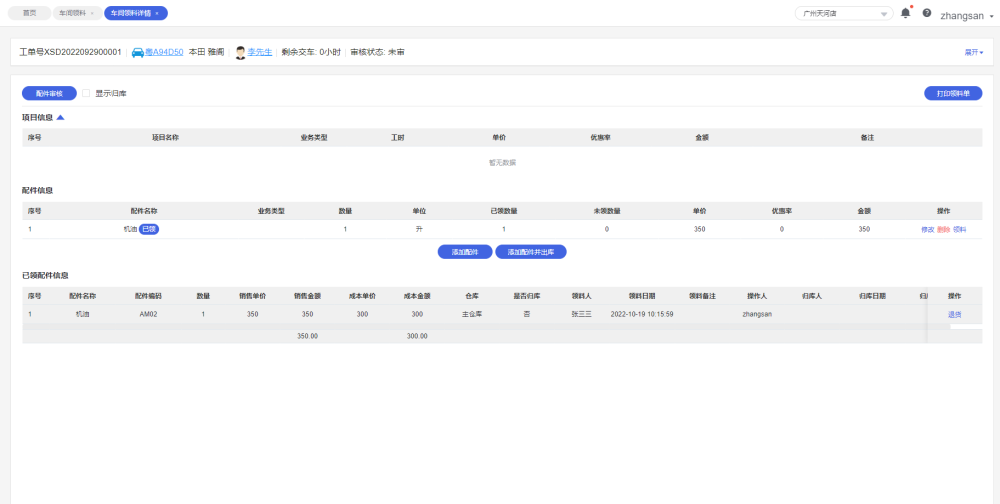 首页 车间领料 × 车间领料详情 × 广州天河店 zhangsan
工单号XSD2022092900001 粤A94D50 本田 雅阁 李先生 剩余交车: 0小时 审核状态: 未审 展开
配件审核 显示归库 打印领料单
项目信息
序号 项目名称 业务类型 工时 单价 优惠率 金额 备注
暂无数据
配件信息
序号 配件名称 业务类型 数量 单位 已领数量 未领数量 单价 优惠率 金额 操作
1 机油 已领 1 升 1 0 350 0 350 修改 删除 领料
添加配件 添加配件并出库
已领配件信息
序号 配件名称 配件编码 数量 销售单价 销售金额 成本单价 成本金额 仓库 是否归库 领料人 领料日期 领料备注 操作人 归库人 归库日期 操作
1 机油 AM02 1 350 350 300 300 主仓库 否 张三三 2022-10-19 10:15:59 zhangsan 退货
350.00 300.00